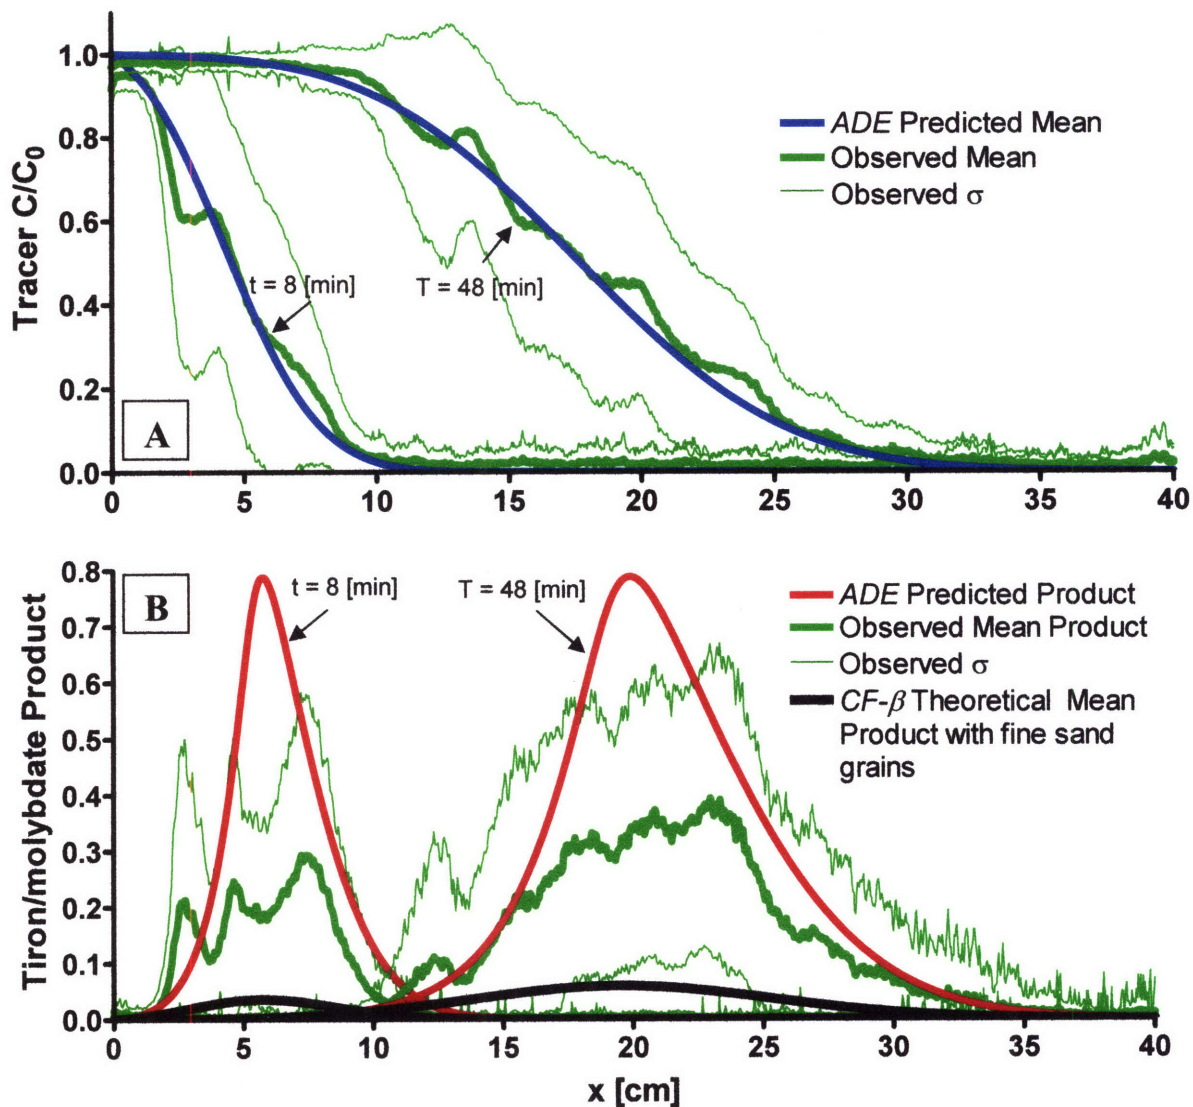 Tracer C/C0
1.0
0.8
0.6
0.4
0.2
0.0
A
ADE Predicted Mean
Observed Mean
Observed σ
t = 8 [min]
T = 48 [min]
0 5 10 15 20 25 30 35 40
Tiron/molybdate Product
0.8
0.7
0.6
0.5
0.4
0.3
0.2
0.1
0.0
B
t = 8 [min]
T = 48 [min]
ADE Predicted Product
Observed Mean Product
Observed σ
CF-β Theoretical Mean
Product with fine sand
grains
0 5 10 15 20 25 30 35 40
x [cm]